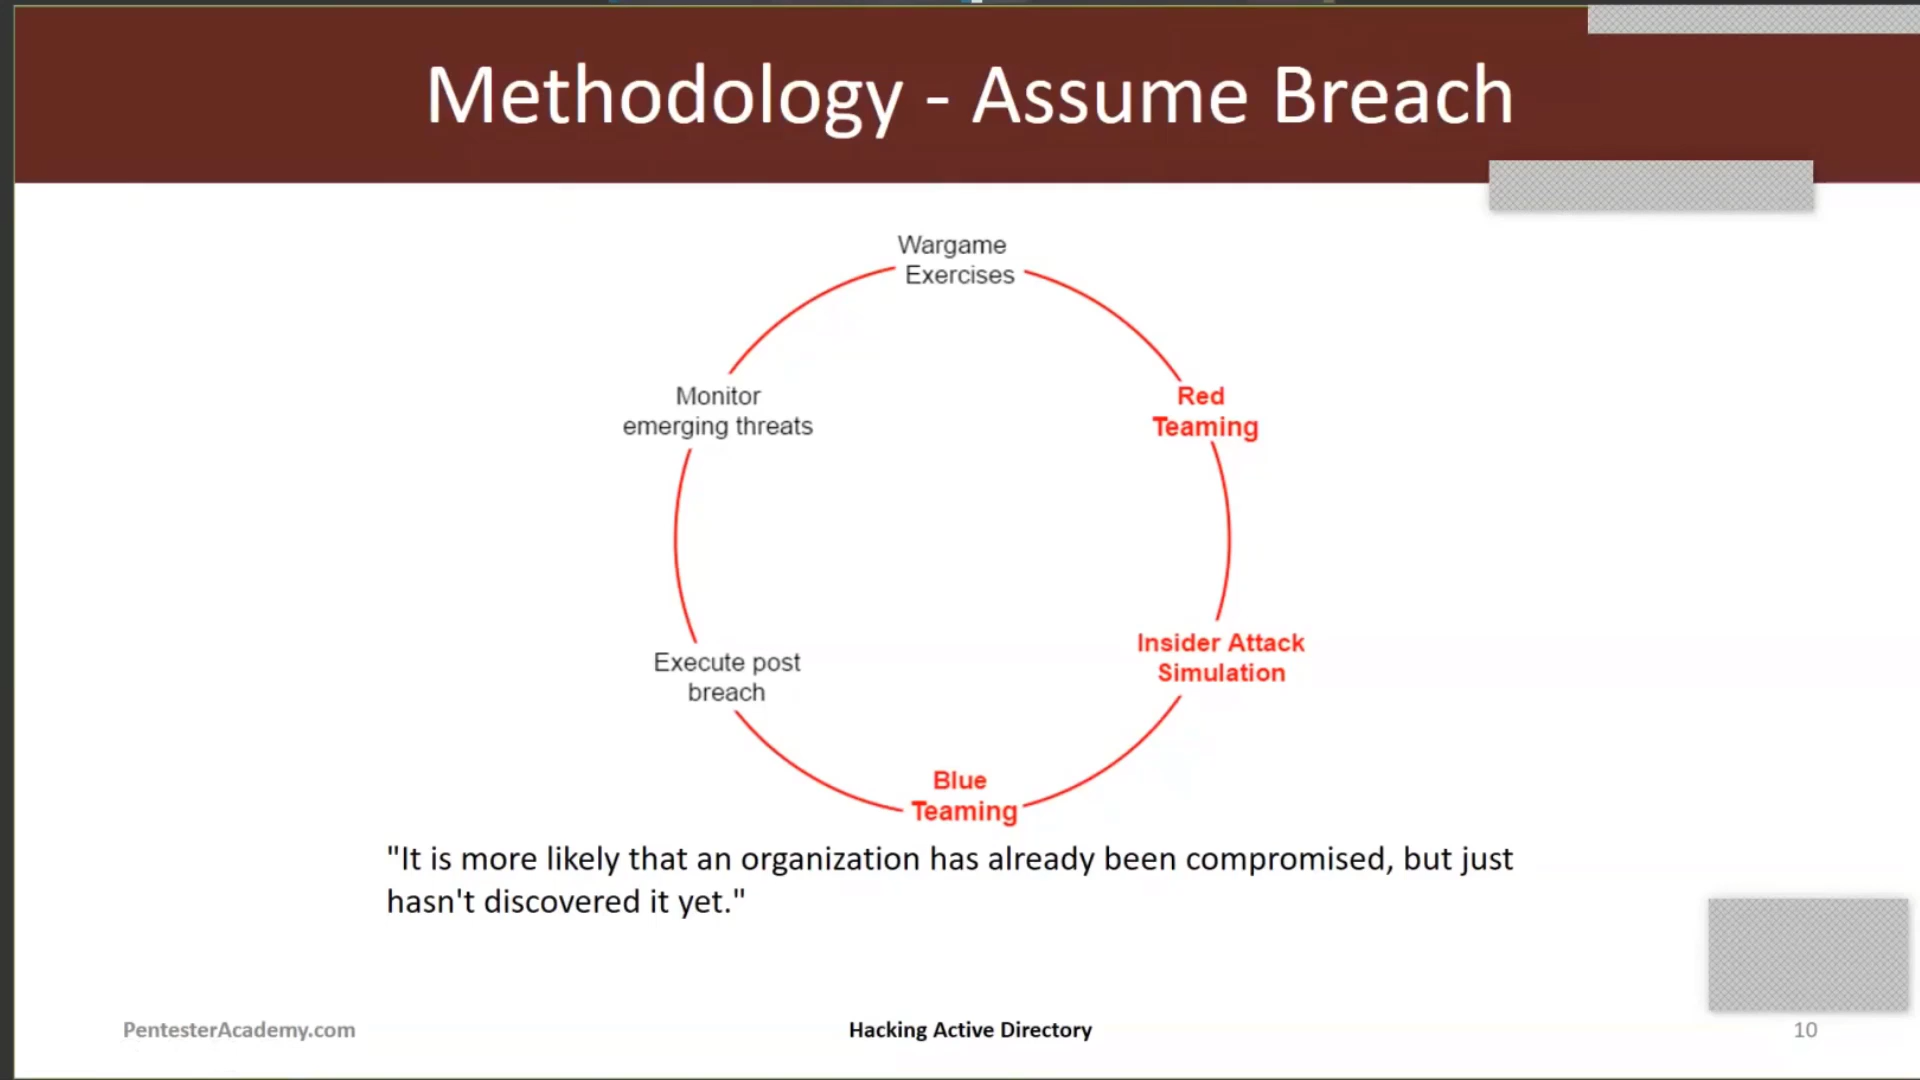 Methodology - Assume Breach
Wargame
Exercises
Red
Teaming
Insider Attack
Simulation
Blue
Teaming
Execute post
breach
Monitor
emerging threats
"It is more likely that an organization has already been compromised, but just
hasn't discovered it yet."
PentesterAcademy.com
Hacking Active Directory
10